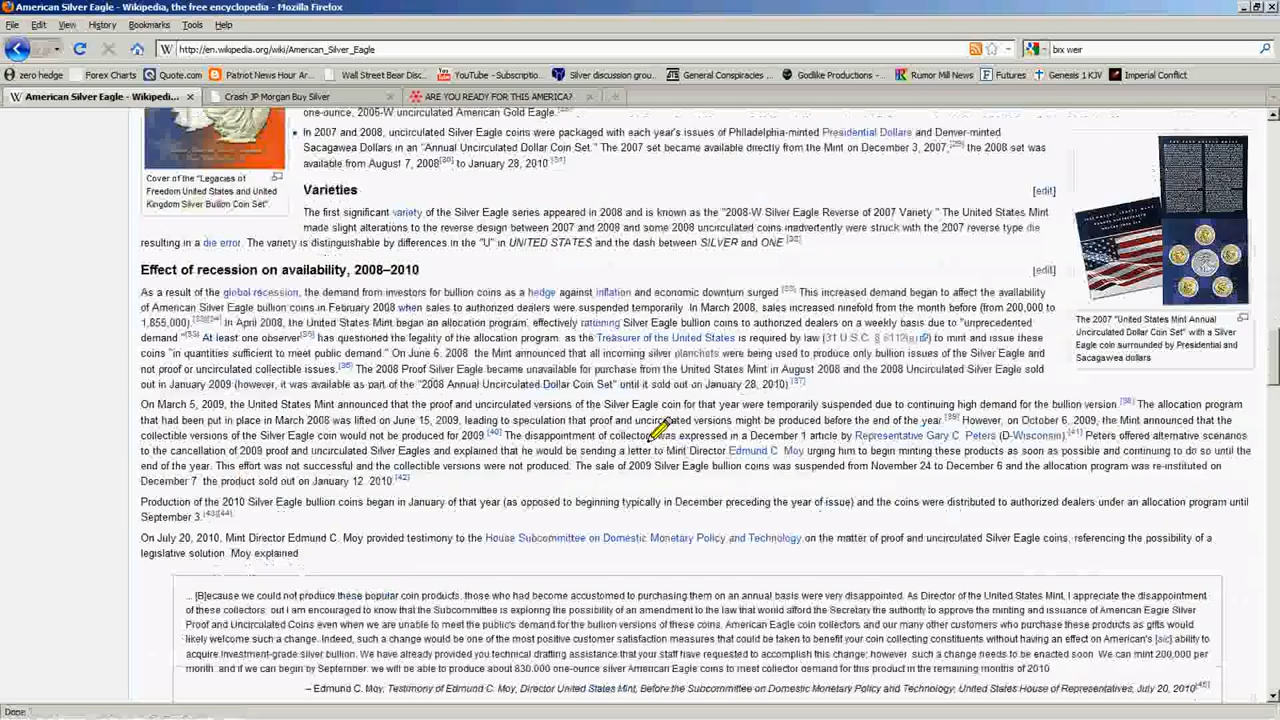 American Silver Eagle - Wikipedia, the free encyclopedia - Mozilla Firefox
File Edit View History Bookmarks Tools Help
http://en.wikipedia.org/wiki/American_Silver_Eagle
brx weir
zero hedge Forex Charts Quote.com Patriot News Hour Ar... Wall Street Bear Disc... YouTube - Subscriptio... Silver discussion grou... General Conspiracies ... Godlike Productions - ... Rumor Mill News Futures Genesis 1 KJV Imperial Conflict
American Silver Eagle - Wikipedi... Crash JP Morgan Buy Silver ARE YOU READY FOR THIS AMERICA?
one-ounce, 2006-W uncirculated American Gold Eagle.
In 2007 and 2008, uncirculated Silver Eagle coins were packaged with each year's issues of Philadelphia-minted Presidential Dollars and Denver-minted
Sacagawea Dollars in an "Annual Uncirculated Dollar Coin Set." The 2007 set became available directly from the Mint on December 3, 2007,[29] the 2008 set was
available from August 7, 2008[30] to January 28, 2010.[31]
Cover of the "Legacies of
Freedom United States and United
Kingdom Silver Bullion Coin Set".
Varieties
[edit]
The first significant variety of the Silver Eagle series appeared in 2008 and is known as the "2008-W Silver Eagle Reverse of 2007 Variety." The United States Mint
made slight alterations to the reverse design between 2007 and 2008 and some 2008 uncirculated coins inadvertently were struck with the 2007 reverse type die
resulting in a die error. The variety is distinguishable by differences in the "U" in UNITED STATES and the dash between SILVER and ONE.[32]
Effect of recession on availability, 2008–2010
[edit]
As a result of the global recession, the demand from investors for bullion coins as a hedge against inflation and economic downturn surged.[33] This increased demand began to affect the availability
of American Silver Eagle bullion coins in February 2008 when sales to authorized dealers were suspended temporarily. In March 2008, sales increased ninefold from the month before (from 200,000 to
1,855,000).[33][34] In April 2008, the United States Mint began an allocation program, effectively rationing Silver Eagle bullion coins to authorized dealers on a weekly basis due to "unprecedented
demand."[35] At least one observer[35] has questioned the legality of the allocation program, as the Treasurer of the United States is required by law (31 U.S.C. § 5112(e)) to mint and issue these
coins "in quantities sufficient to meet public demand." On June 6, 2008, the Mint announced that all incoming silver planchets were being used to produce only bullion issues of the Silver Eagle and
not proof or uncirculated collectible issues.[36] The 2008 Proof Silver Eagle became unavailable for purchase from the United States Mint in August 2008 and the 2008 Uncirculated Silver Eagle sold
out in January 2009 (however, it was available as part of the "2008 Annual Uncirculated Dollar Coin Set" until it sold out on January 28, 2010).[37]
The 2007 "United States Mint Annual
Uncirculated Dollar Coin Set" with a Silver
Eagle coin surrounded by Presidential and
Sacagawea dollars
On March 5, 2009, the United States Mint announced that the proof and uncirculated versions of the Silver Eagle coin for that year were temporarily suspended due to continuing high demand for the bullion version.[38] The allocation program
that had been put in place in March 2008 was lifted on June 15, 2009, leading to speculation that proof and uncirculated versions might be produced before the end of the year.[39] However, on October 6, 2009, the Mint announced that the
collectible versions of the Silver Eagle coin would not be produced for 2009.[40] The disappointment of collectors was expressed in a December 1 article by Representative Gary C. Peters (D-Wisconsin).[41] Peters offered alternative scenarios
to the cancellation of 2009 proof and uncirculated Silver Eagles and explained that he would be sending a letter to Mint Director Edmund C. Moy urging him to begin minting these products as soon as possible and continuing to do so until the
end of the year. This effort was not successful and the collectible versions were not produced. The sale of 2009 Silver Eagle bullion coins was suspended from November 24 to December 6 and the allocation program was re-instituted on
December 7. the product sold out on January 12, 2010.[42]
Production of the 2010 Silver Eagle bullion coins began in January of that year (as opposed to beginning typically in December preceding the year of issue) and the coins were distributed to authorized dealers under an allocation program until
September 3.[43][44]
On July 20, 2010, Mint Director Edmund C. Moy provided testimony to the House Subcommittee on Domestic Monetary Policy and Technology on the matter of proof and uncirculated Silver Eagle coins, referencing the possibility of a
legislative solution. Moy explained
... [B]ecause we could not produce these popular coin products, those who had become accustomed to purchasing them on an annual basis were very disappointed. As Director of the United States Mint, I appreciate the disappointment
of these collectors, but I am encouraged to know that the Subcommittee is exploring the possibility of an amendment to the law that would afford the Secretary the authority to approve the minting and issuance of American Eagle Silver
Proof and Uncirculated Coins even when we are unable to meet the public's demand for the bullion versions of these coins. American Eagle coin collectors and our many other customers who purchase these products as gifts would
likely welcome such a change. Indeed, such a change would be one of the most positive customer satisfaction measures that could be taken to benefit your coin collecting constituents without having an effect on American's [sic] ability to
acquire investment-grade silver bullion. We have already provided you technical drafting assistance that your staff have requested to accomplish this change; however, such a change needs to be enacted soon. We can mint 200,000 per
month, and if we can begin by September, we will be able to produce about 830,000 one-ounce silver American Eagle coins to meet collector demand for this product in the remaining months of 2010.
– Edmund C. Moy, Testimony of Edmund C. Moy, Director United States Mint, Before the Subcommittee on Domestic Monetary Policy and Technology, United States House of Representatives, July 20, 2010[45]
Done